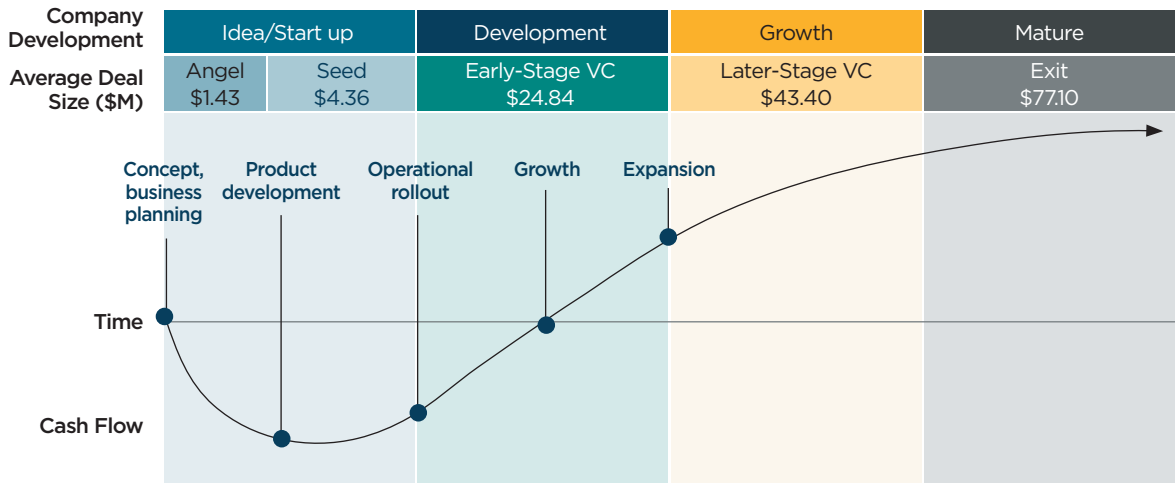 Company
Development
Idea/Start up
Development
Growth
Mature
Average Deal
Size ($M)
Angel
$1.43
Seed
$4.36
Early-Stage VC
$24.84
Later-Stage VC
$43.40
Exit
$77.10
Concept,
business
planning
Product
development
Operational
rollout
Growth
Expansion
Time
Cash Flow